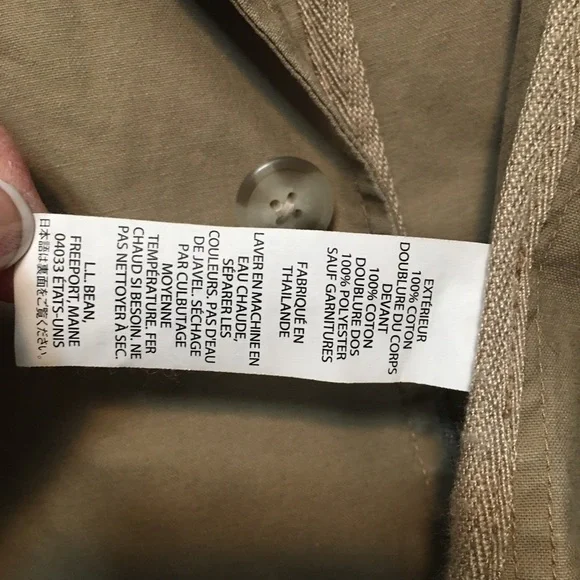 EXTÉRIEUR
100% COTON
DOUBLURE DU CORPS
DEVANT
100% COTON
DOUBLURE DOS
100% POLYESTER
SAUF GARNITURES
FABRIQUE EN
THAILANDE
LAVER EN MACHINE EN
EAU CHAUDE,
SÉPARER LES
COULEURS. PAS D'EAU
DE JAVEL. SÉCHAGE
PAR CULBUTAGE
MOYENNE
TEMPÉRATURE. FER
CHAUD SI BESOIN. NE
PAS NETTOYER À SEC.
L.L. BEAN,
FREEPORT, MAINE
04033 ÉTATS-UNIS
日本語は裏面をご覧ください。